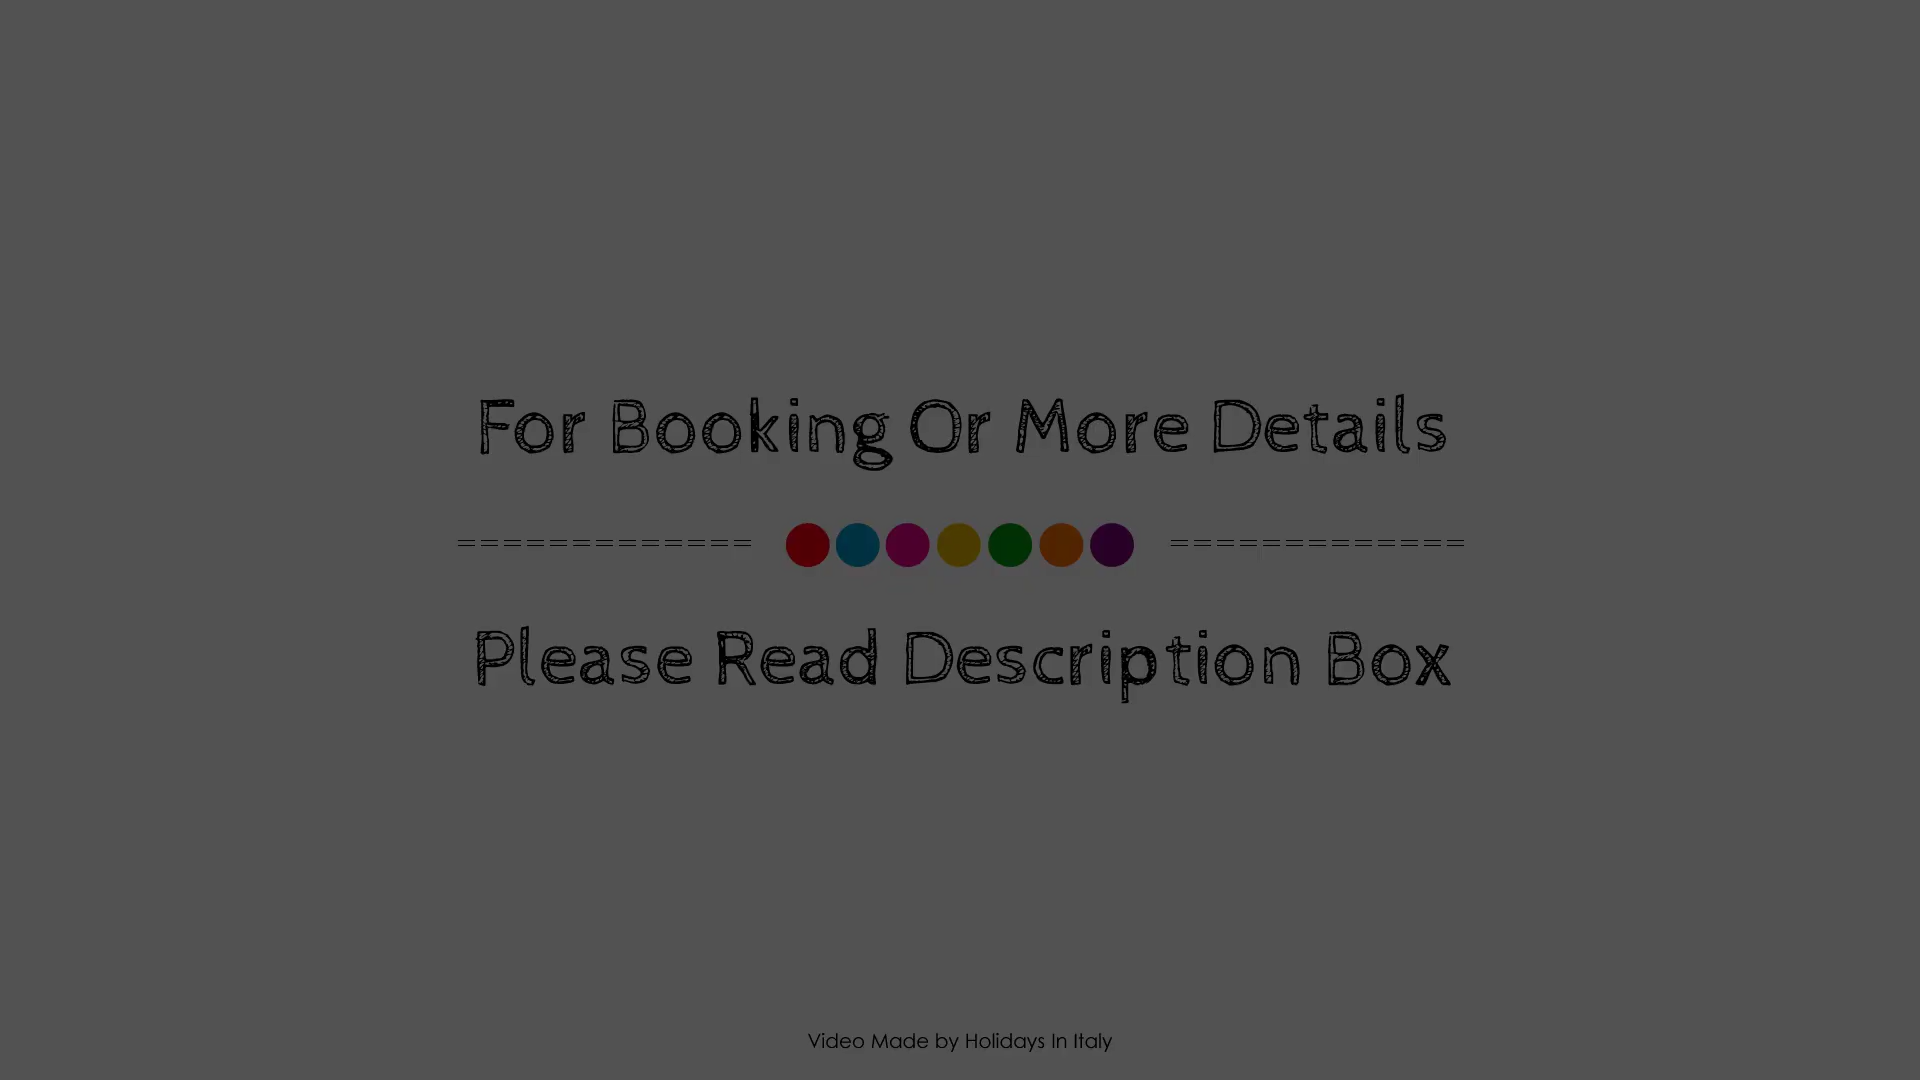 For Booking Or More Details
============= =============
Please Read Description Box
Video Made by Holidays In Italy